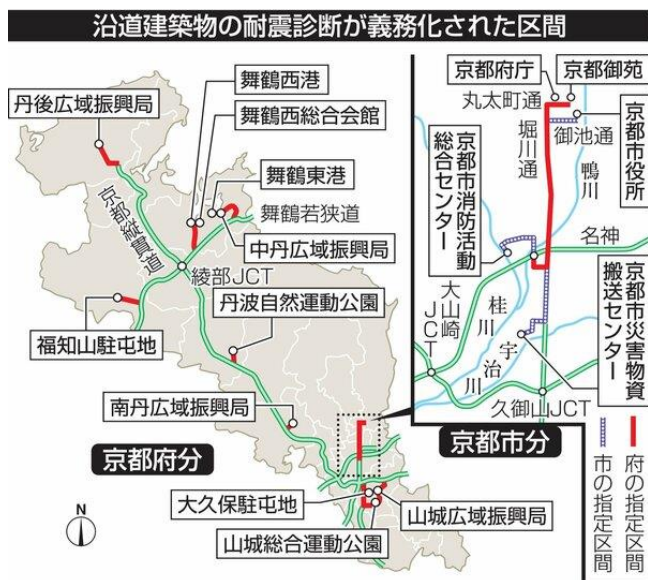 沿道建築物の耐震診断が義務化された区間
丹後広域振興局
舞鶴西港
舞鶴西総合会館
舞鶴東港
舞鶴若狭道
中丹広域振興局
京都縦貫道
綾部JCT
丹波自然運動公園
福知山駐屯地
南丹広域振興局
京都府分
大久保駐屯地
山城広域振興局
山城総合運動公園
N
京都府庁
京都御苑
丸太町通
御池通
堀川通
鴨川
京都市役所
京都市消防活動
総合センター
名神
大山崎
JCT
桂川
宇治川
京都市災害物資
搬送センター
久御山JCT
京都市分
府の指定区間
市の指定区間